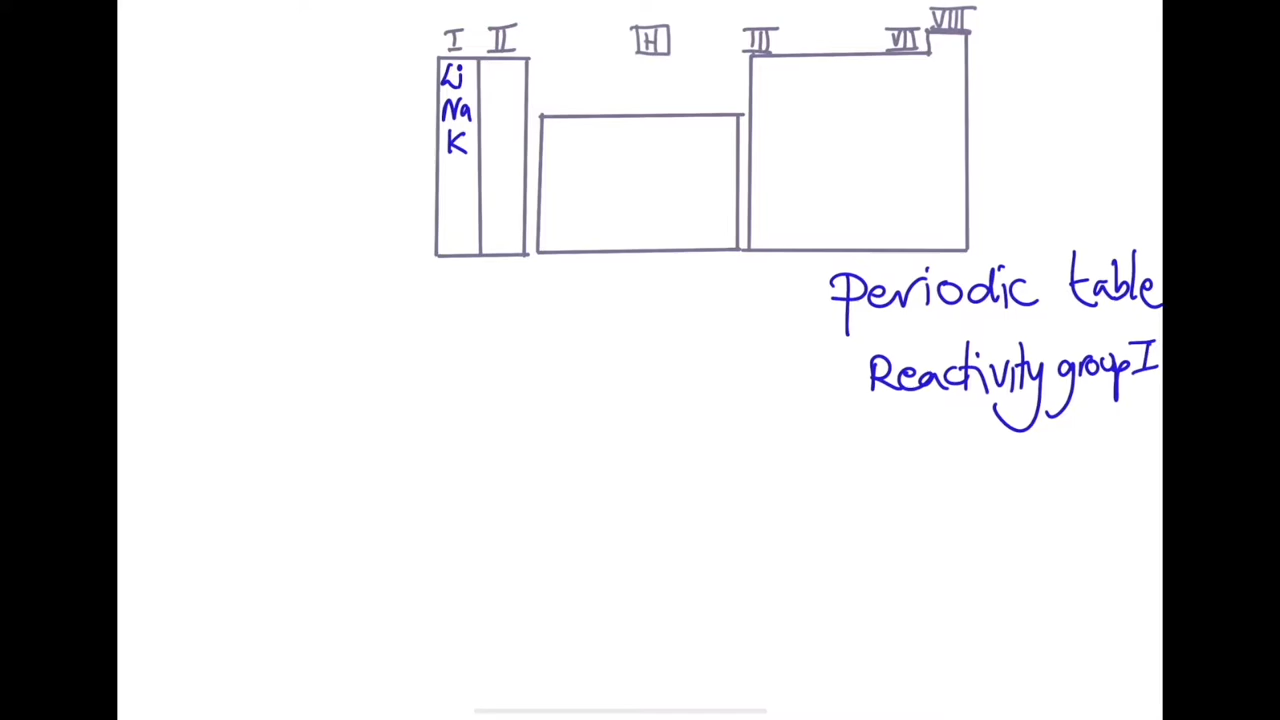 I II H III VII VIII
Li
Na
K
Periodic table
Reactivity group I